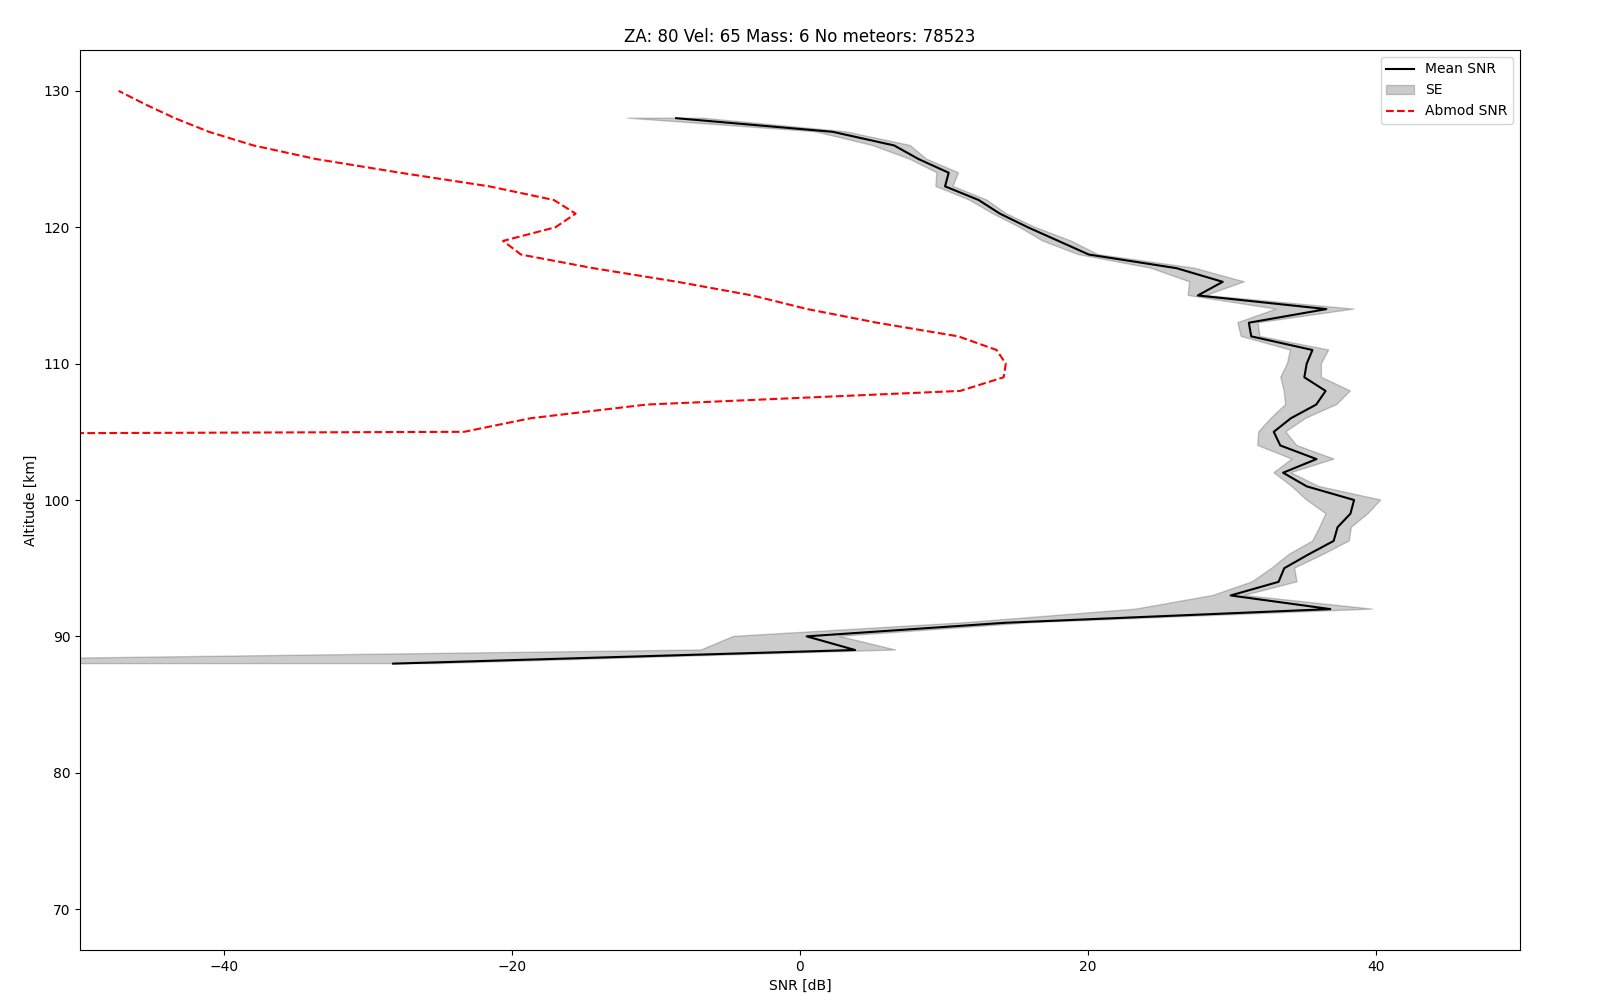 ZA: 80 Vel: 65 Mass: 6 No meteors: 78523
Mean SNR
SE
Abmod SNR
130
120
110
100
90
80
70
Altitude [km]
−40
−20
0
20
40
SNR [dB]